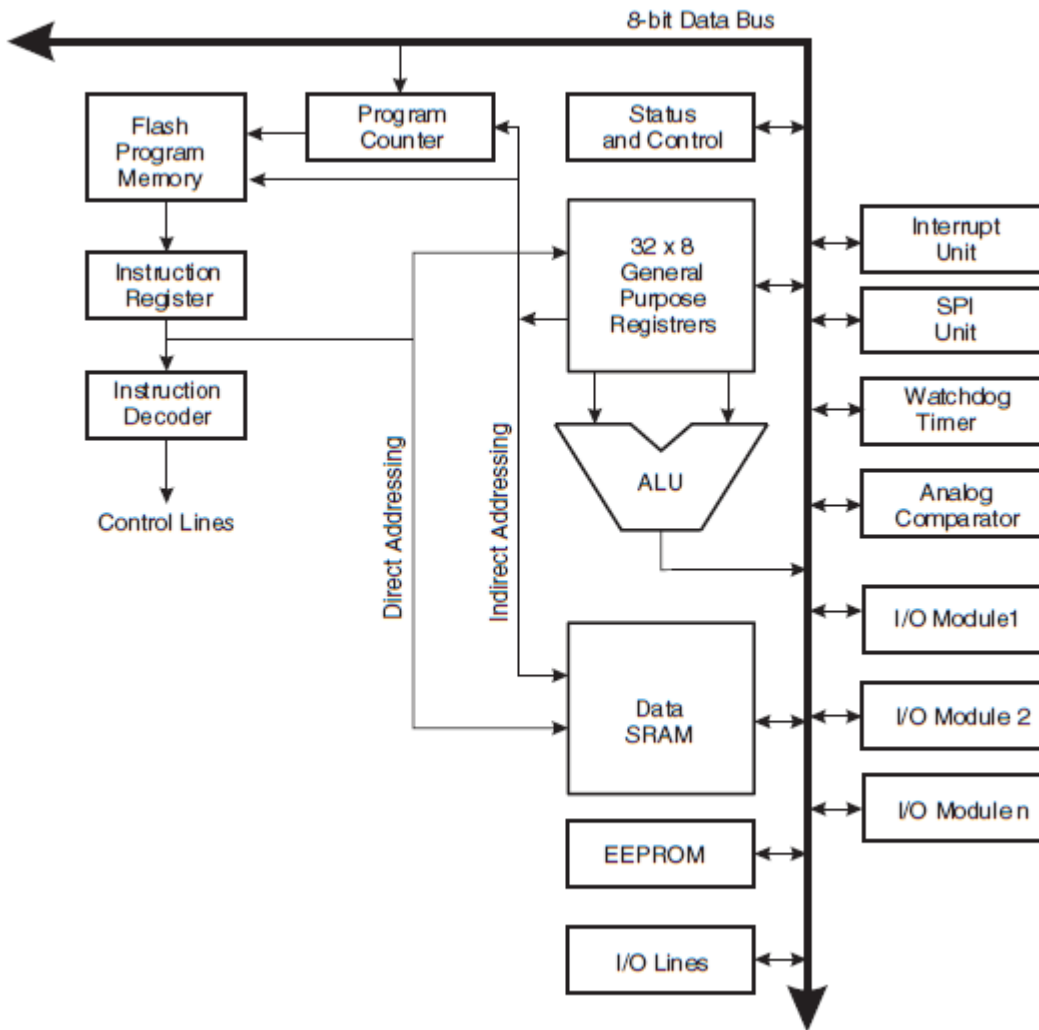 8-bit Data Bus
Flash
Program
Memory
Program
Counter
Status
and Control
32 x 8
General
Purpose
Registrers
Interrupt
Unit
Instruction
Register
SPI
Unit
Instruction
Decoder
Watchdog
Timer
Control Lines
Direct Addressing
Indirect Addressing
ALU
Analog
Comparator
I/O Module1
Data
SRAM
I/O Module 2
I/O Module n
EEPROM
I/O Lines